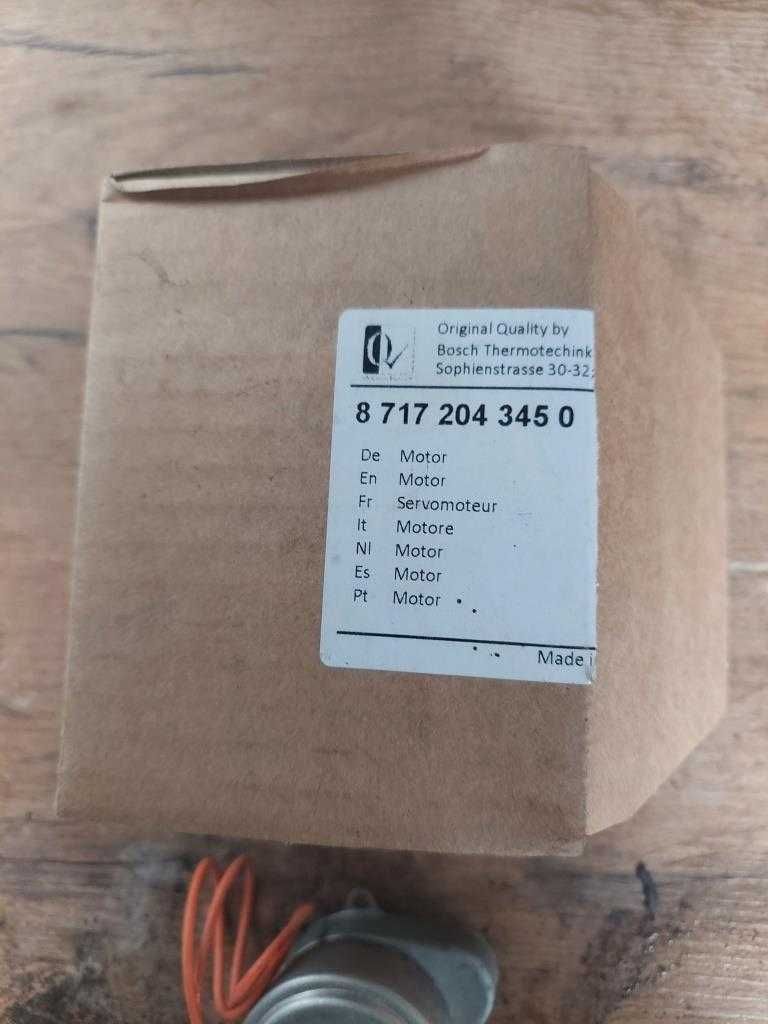 Original Quality by
Bosch Thermotechink
Sophienstrasse 30-32
8 717 204 345 0
De Motor
En Motor
Fr Servomoteur
It Motore
Nl Motor
Es Motor
Pt Motor
Made